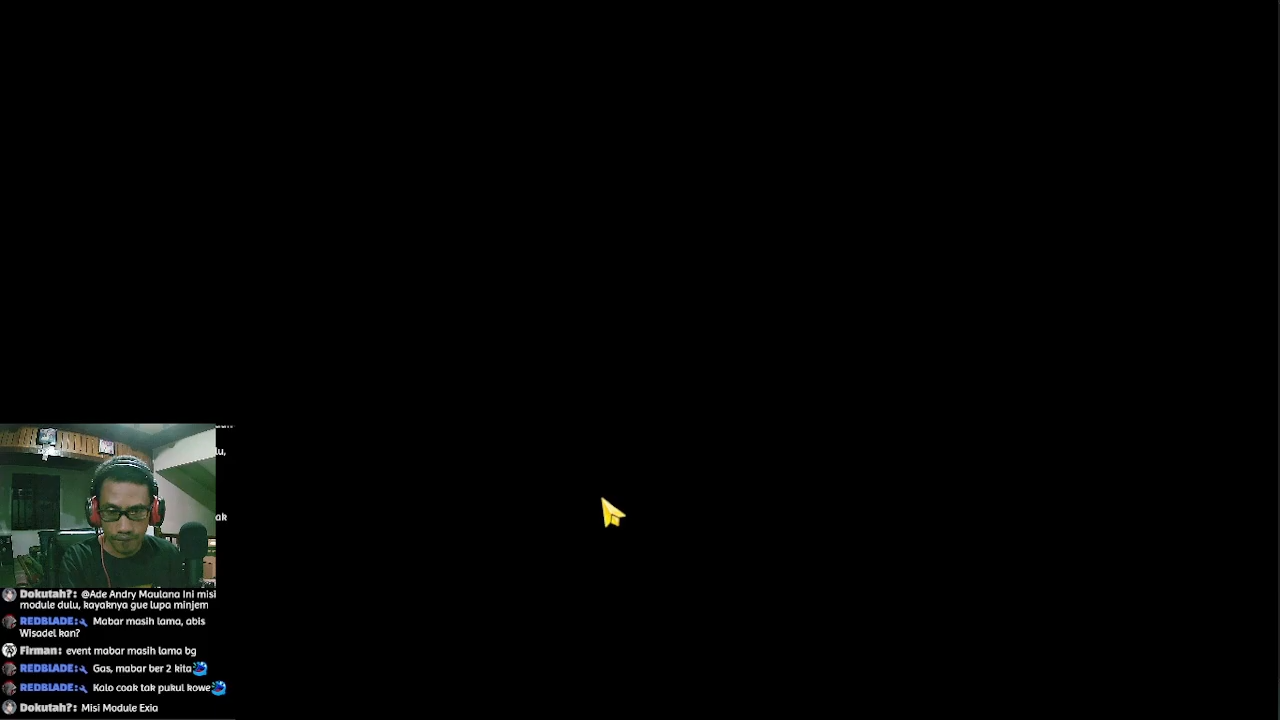 lu,
ak
Dokutah?: @Ade Andry Maulana Ini misi
module dulu, kayaknya gue lupa minjem
REDBLADE: Mabar masih lama, abis
Wisadel kan?
Firman: event mabar masih lama bg
REDBLADE: Gas, mabar ber 2 kita
REDBLADE: Kalo coak tak pukul kowe
Dokutah?: Misi Module Exia